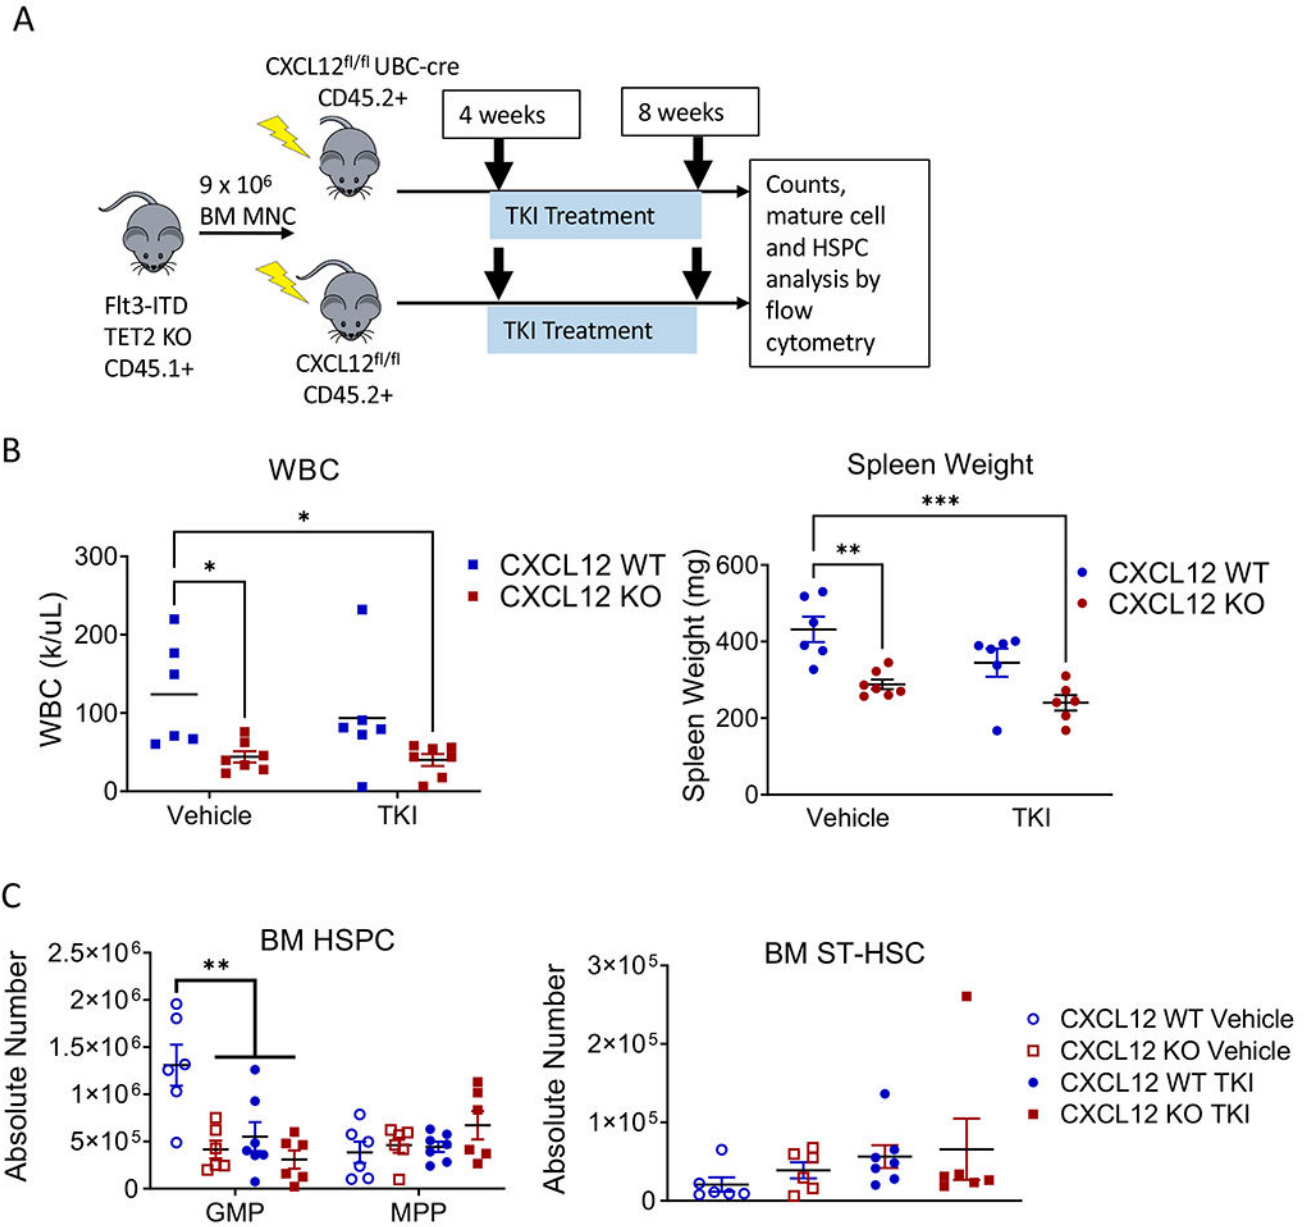 A
CXCL12fl/fl UBC-cre
CD45.2+
4 weeks
8 weeks
9 x 10⁶
BM MNC
TKI Treatment
Counts,
mature cell
and HSPC
analysis by
flow
cytometry
Flt3-ITD
TET2 KO
CD45.1+
TKI Treatment
CXCL12fl/fl
CD45.2+
B
WBC
*
*
300
200
100
0
WBC (k/uL)
Vehicle
TKI
CXCL12 WT
CXCL12 KO
Spleen Weight
***
**
600
400
200
0
Spleen Weight (mg)
Vehicle
TKI
CXCL12 WT
CXCL12 KO
C
BM HSPC
**
2.5×10⁶
2×10⁶
1.5×10⁶
1×10⁶
5×10⁵
0
Absolute Number
GMP
MPP
BM ST-HSC
3×10⁵
2×10⁵
1×10⁵
0
Absolute Number
CXCL12 WT Vehicle
CXCL12 KO Vehicle
CXCL12 WT TKI
CXCL12 KO TKI